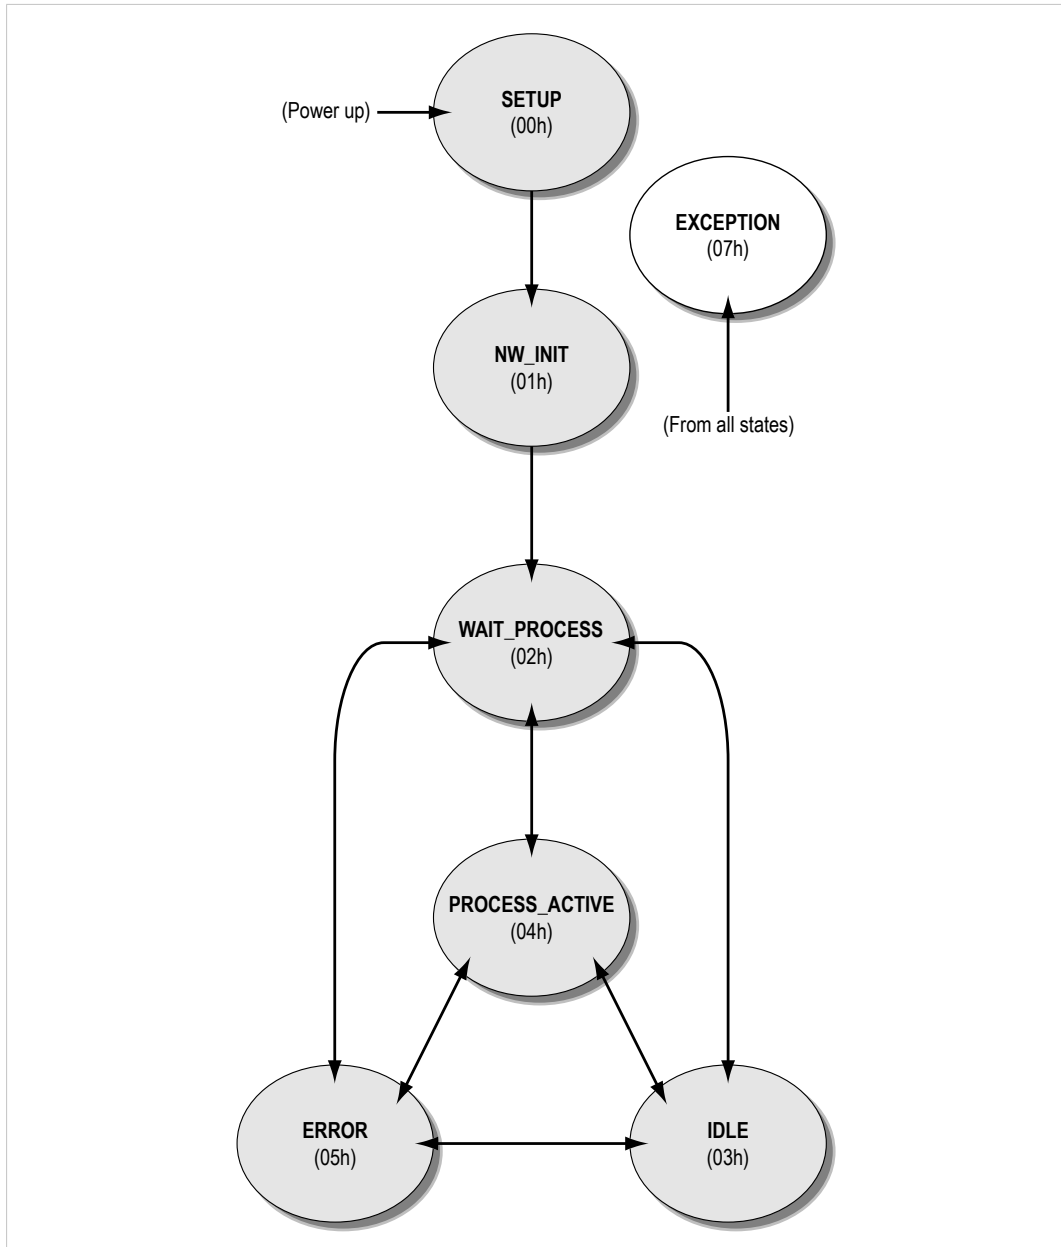 SETUP
(00h)
(Power up)
EXCEPTION
(07h)
NW_INIT
(01h)
(From all states)
WAIT_PROCESS
(02h)
PROCESS_ACTIVE
(04h)
ERROR
(05h)
IDLE
(03h)